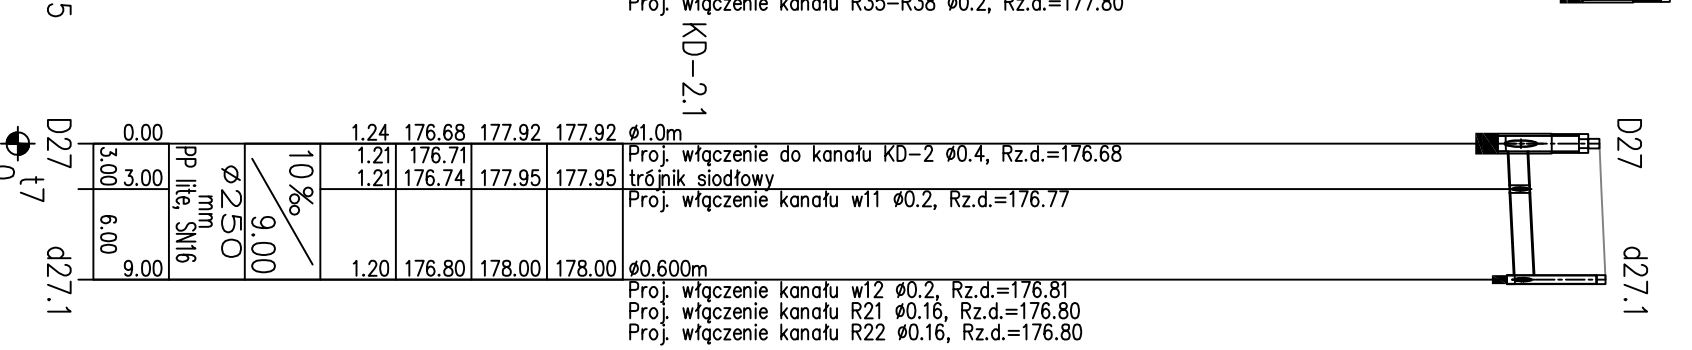 5
Proj. włączenie kanału R35-R38 ø0.2, Rz.d.=177.80
KD-2.1
D27
0.00
1.24 176.68 177.92 177.92 ø1.0m
D27
1.21 176.71
Proj. włączenie do kanału KD-2 ø0.4, Rz.d.=176.68
t7
3.00
3.00
1.21 176.74 177.95 177.95 trójnik siodłowy
Proj. włączenie kanału w11 ø0.2, Rz.d.=176.77
PP lite, SN16
mm
ø250
10‰
9.00
6.00
d27.1
9.00
1.20 176.80 178.00 178.00 ø0.600m
d27.1
Proj. włączenie kanału w12 ø0.2, Rz.d.=176.81
Proj. włączenie kanału R21 ø0.16, Rz.d.=176.80
Proj. włączenie kanału R22 ø0.16, Rz.d.=176.80